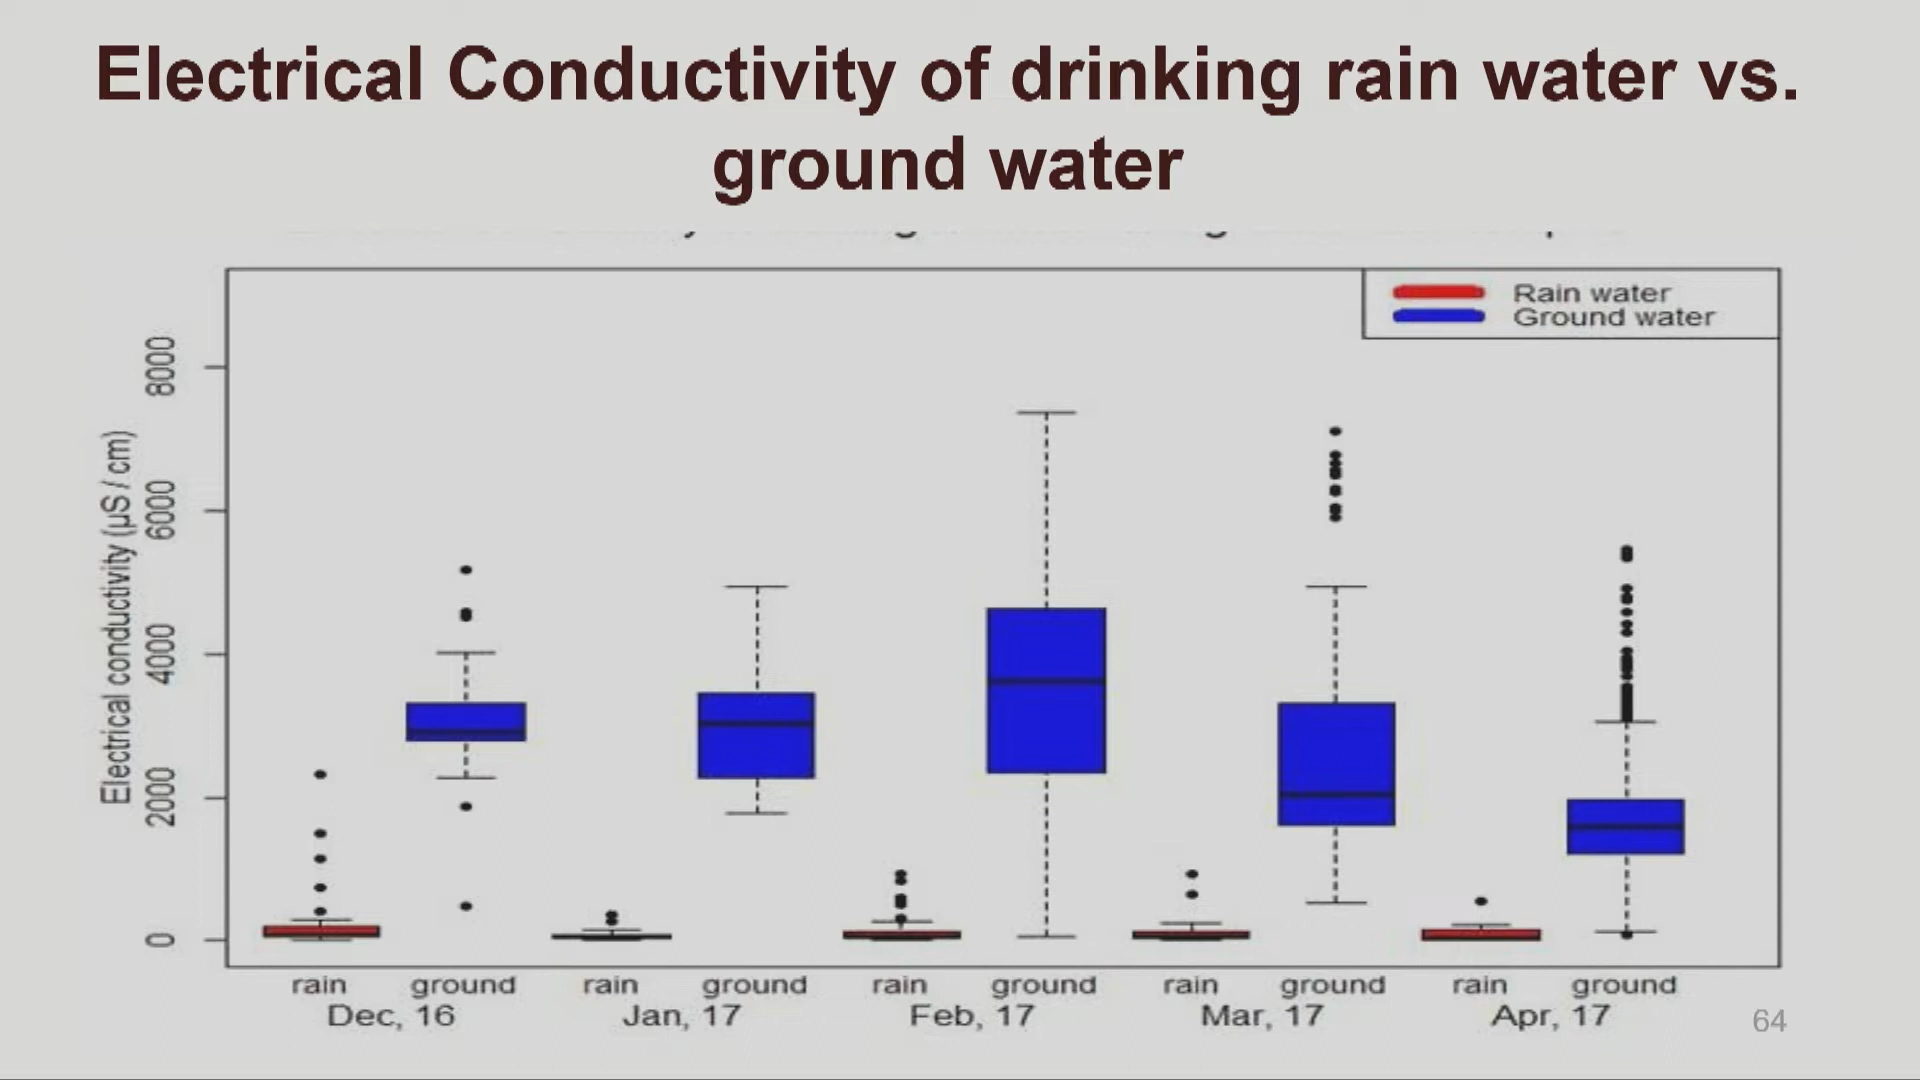 Electrical Conductivity of drinking rain water vs.
ground water
Rain water
Ground water
Electrical conductivity (µS / cm)
8000
6000
4000
2000
0
rain ground rain ground rain ground rain ground rain ground
Dec, 16 Jan, 17 Feb, 17 Mar, 17 Apr, 17
64